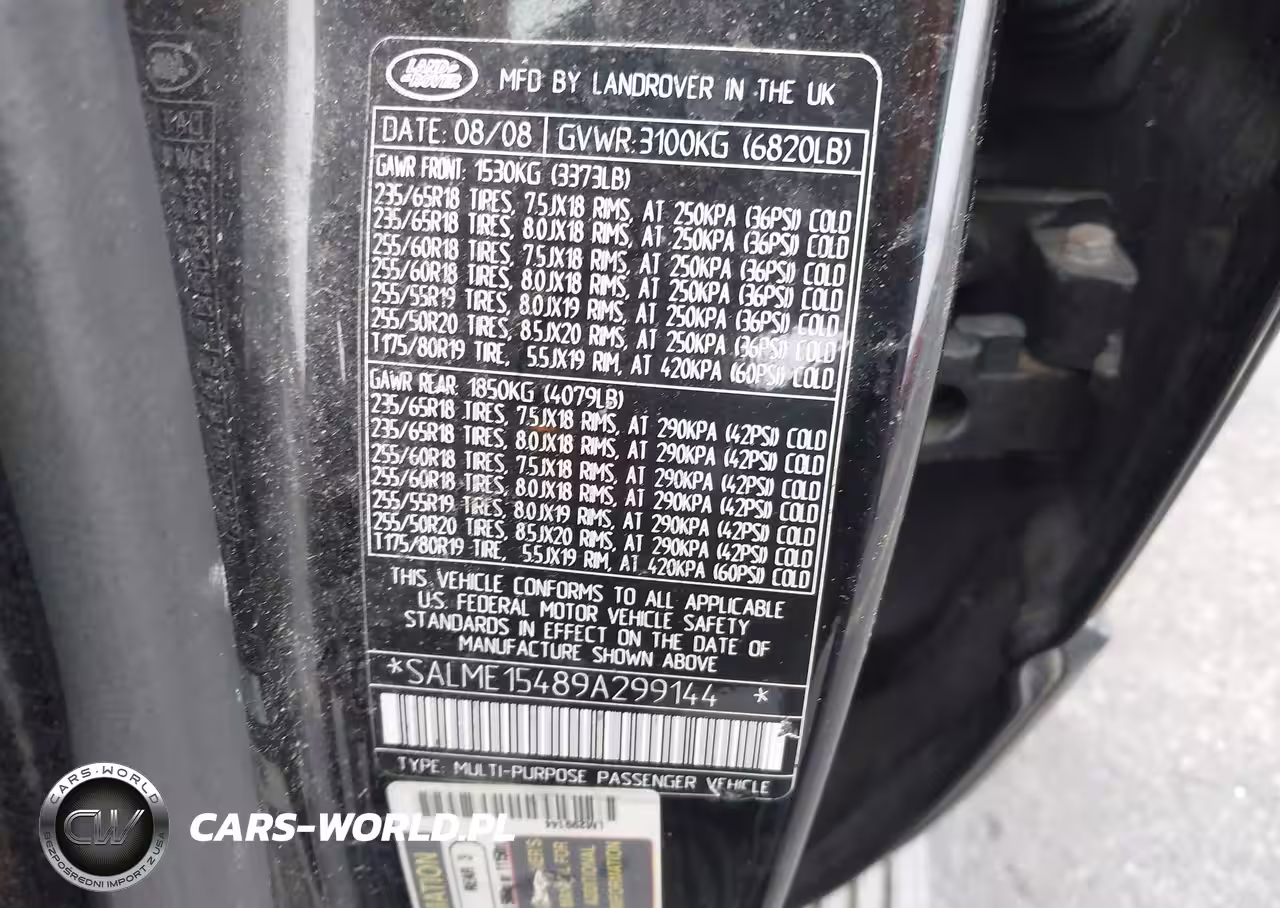 LAND ROVER
MFD BY LANDROVER IN THE UK
DATE: 08/08 GVWR: 3100KG (6820LB)
GAWR FRONT: 1530KG (3373LB)
235/65R18 TIRES, 7.5JX18 RIMS, AT 250KPA (36PSI) COLD
235/65R18 TIRES, 8.0JX18 RIMS, AT 250KPA (36PSI) COLD
255/60R18 TIRES, 7.5JX18 RIMS, AT 250KPA (36PSI) COLD
255/60R18 TIRES, 8.0JX18 RIMS, AT 250KPA (36PSI) COLD
255/55R19 TIRES, 8.0JX19 RIMS, AT 250KPA (36PSI) COLD
255/50R20 TIRES, 8.5JX20 RIMS, AT 250KPA (36PSI) COLD
T175/80R19 TIRE, 5.5JX19 RIM, AT 420KPA (60PSI) COLD
GAWR REAR: 1850KG (4079LB)
235/65R18 TIRES, 7.5JX18 RIMS, AT 290KPA (42PSI) COLD
235/65R18 TIRES, 8.0JX18 RIMS, AT 290KPA (42PSI) COLD
255/60R18 TIRES, 7.5JX18 RIMS, AT 290KPA (42PSI) COLD
255/60R18 TIRES, 8.0JX18 RIMS, AT 290KPA (42PSI) COLD
255/55R19 TIRES, 8.0JX19 RIMS, AT 290KPA (42PSI) COLD
255/50R20 TIRES, 8.5JX20 RIMS, AT 290KPA (42PSI) COLD
T175/80R19 TIRE, 5.5JX19 RIM, AT 420KPA (60PSI) COLD
THIS VEHICLE CONFORMS TO ALL APPLICABLE
U.S. FEDERAL MOTOR VEHICLE SAFETY
STANDARDS IN EFFECT ON THE DATE OF
MANUFACTURE SHOWN ABOVE
*SALME15489A299144 *
TYPE: MULTI-PURPOSE PASSENGER VEHICLE
LM299144
CARS-WORLD
CW
BEZPOŚREDNI IMPORT Z USA
CARS-WORLD.PL